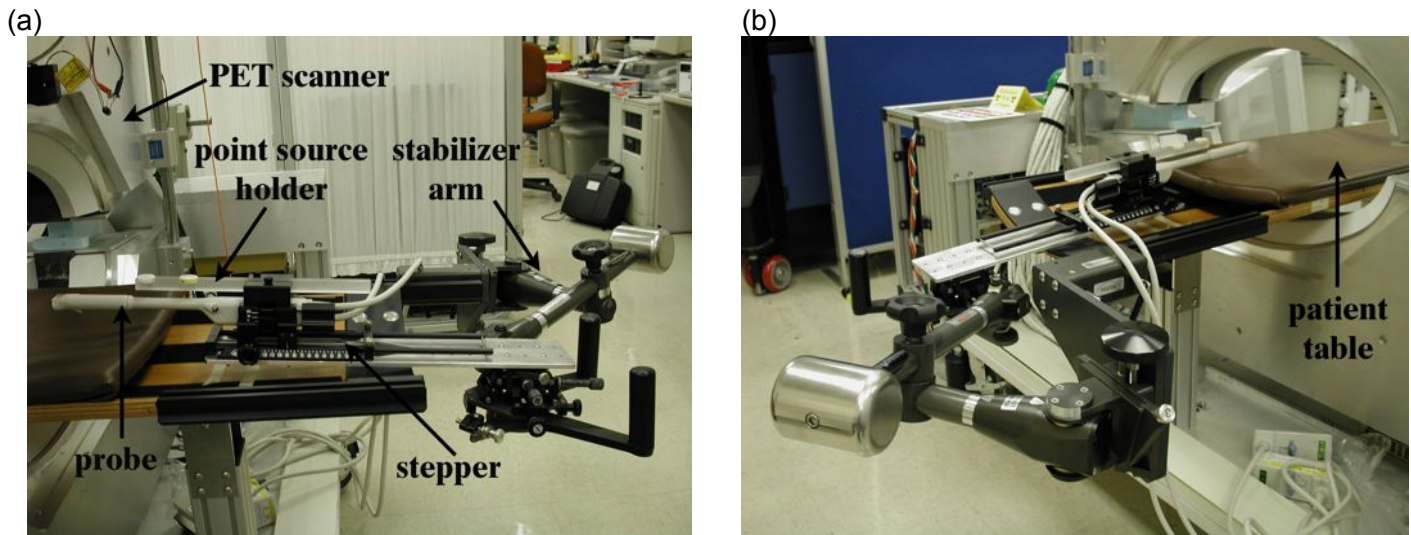 (a)
(b)
PET scanner
point source
holder
stabilizer
arm
probe
stepper
patient
table